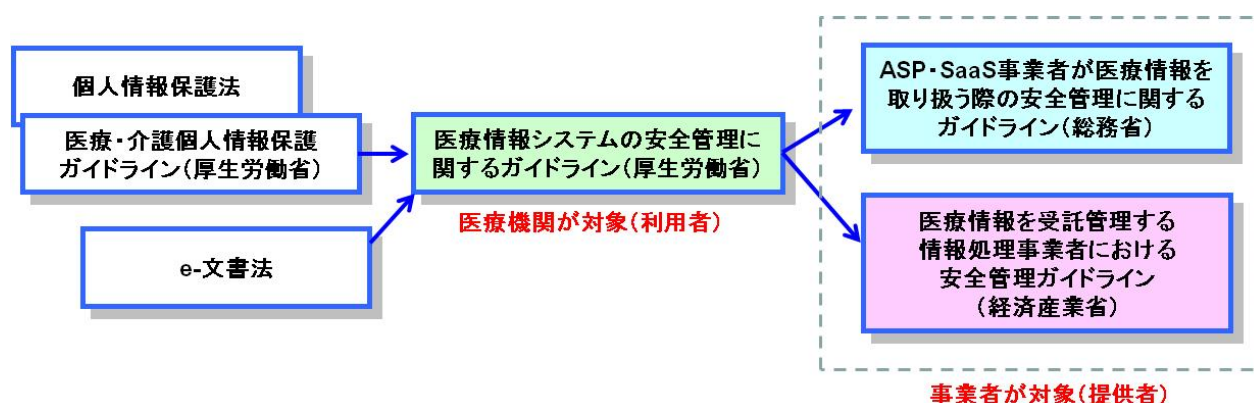 個人情報保護法
医療・介護個人情報保護
ガイドライン(厚生労働省)
e-文書法
医療情報システムの安全管理に
関するガイドライン(厚生労働省)
医療機関が対象(利用者)
ASP・SaaS事業者が医療情報を
取り扱う際の安全管理に関する
ガイドライン(総務省)
医療情報を受託管理する
情報処理事業者における
安全管理ガイドライン
(経済産業省)
事業者が対象(提供者)